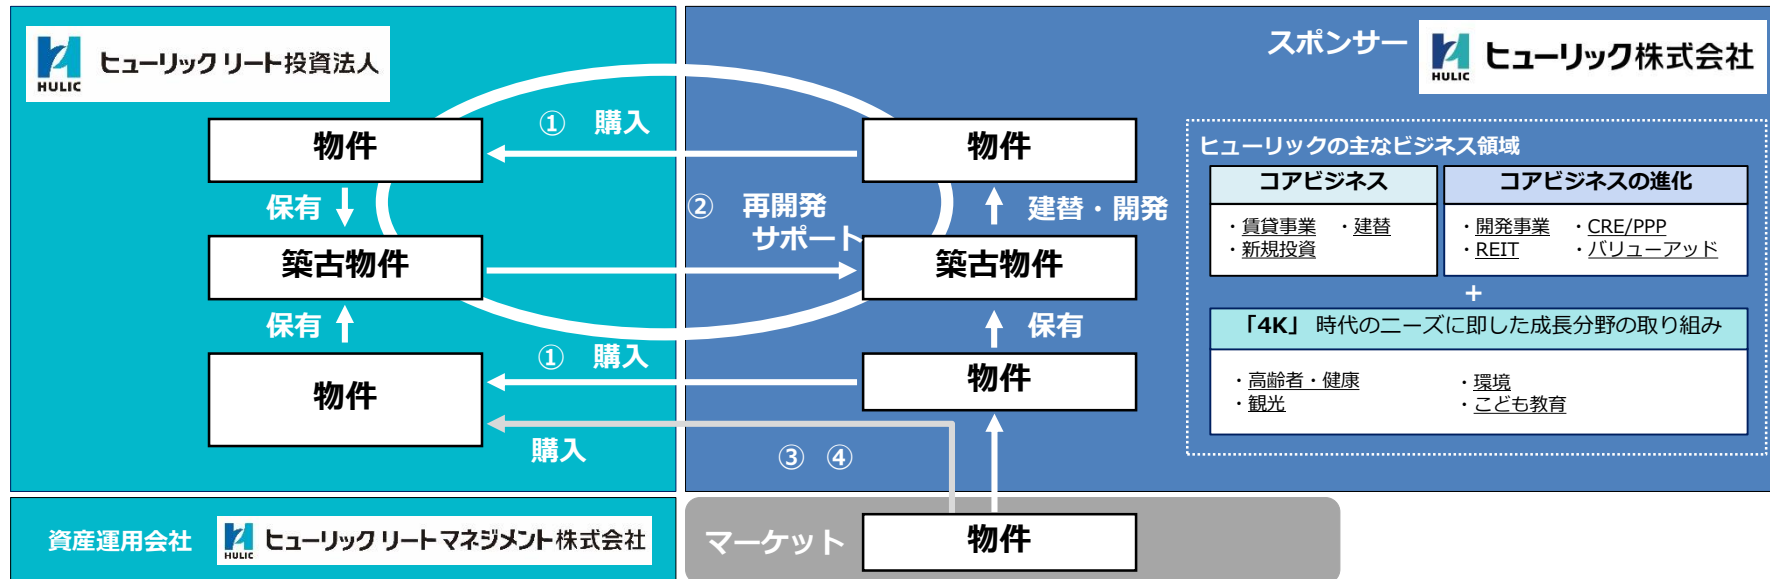 HULIC
ヒューリック リート投資法人
① 購入
物件
保有
築古物件
保有
① 購入
物件
購入
② 再開発
サポート
③ ④
スポンサー
HULIC
ヒューリック株式会社
物件
建替・開発
築古物件
保有
物件
ヒューリックの主なビジネス領域
コアビジネス
・賃貸事業 ・建替
・新規投資
コアビジネスの進化
・開発事業 ・CRE/PPP
・REIT ・バリューアッド
+
「4K」 時代のニーズに即した成長分野の取り組み
・高齢者・健康 ・環境
・観光 ・こども教育
資産運用会社
HULIC
ヒューリック リート マネジメント株式会社
マーケット
物件